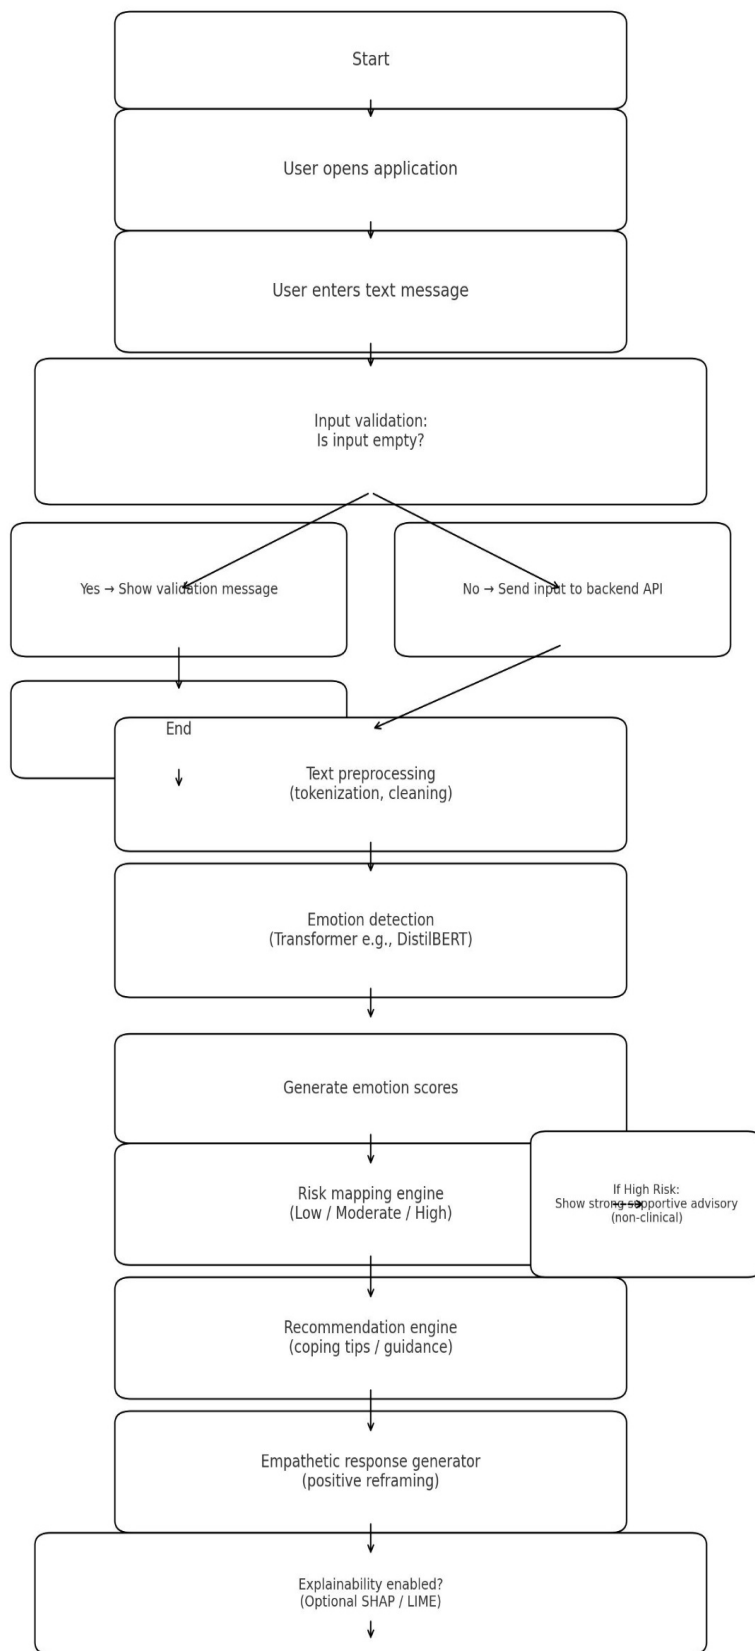 Start
User opens application
User enters text message
Input validation:
Is input empty?
Yes → Show validation message
No → Send input to backend API
End
Text preprocessing
(tokenization, cleaning)
Emotion detection
(Transformer e.g., DistilBERT)
Generate emotion scores
Risk mapping engine
(Low / Moderate / High)
If High Risk:
Show strong supportive advisory
(non-clinical)
Recommendation engine
(coping tips / guidance)
Empathetic response generator
(positive reframing)
Explainability enabled?
(Optional SHAP / LIME)